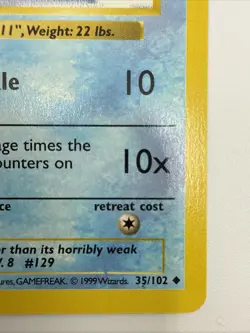 11", Weight: 22 lbs.
le 10
age times the
ounters on 10x
ce retreat cost
r than its horribly weak
. 8 #129
ures, GAMEFREAK. © 1999 Wizards. 35/102 ◆